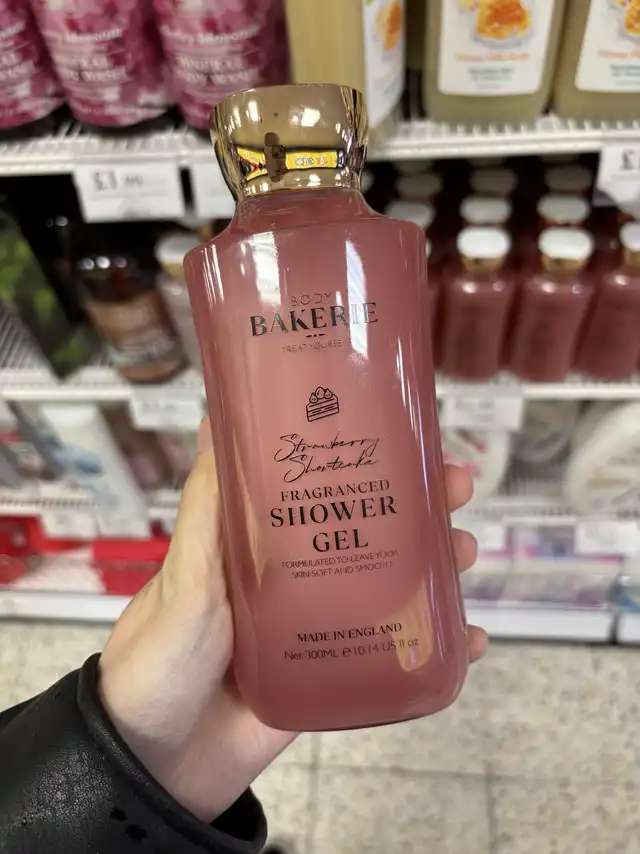 BODY
BAKERIE
TREAT YOURSELF
Strawberry
Shortcake
FRAGRANCED
SHOWER
GEL
FORMULATED TO LEAVE YOUR
SKIN SOFT AND SMOOTH
MADE IN ENGLAND
Net: 300ML e 10.14 US fl oz